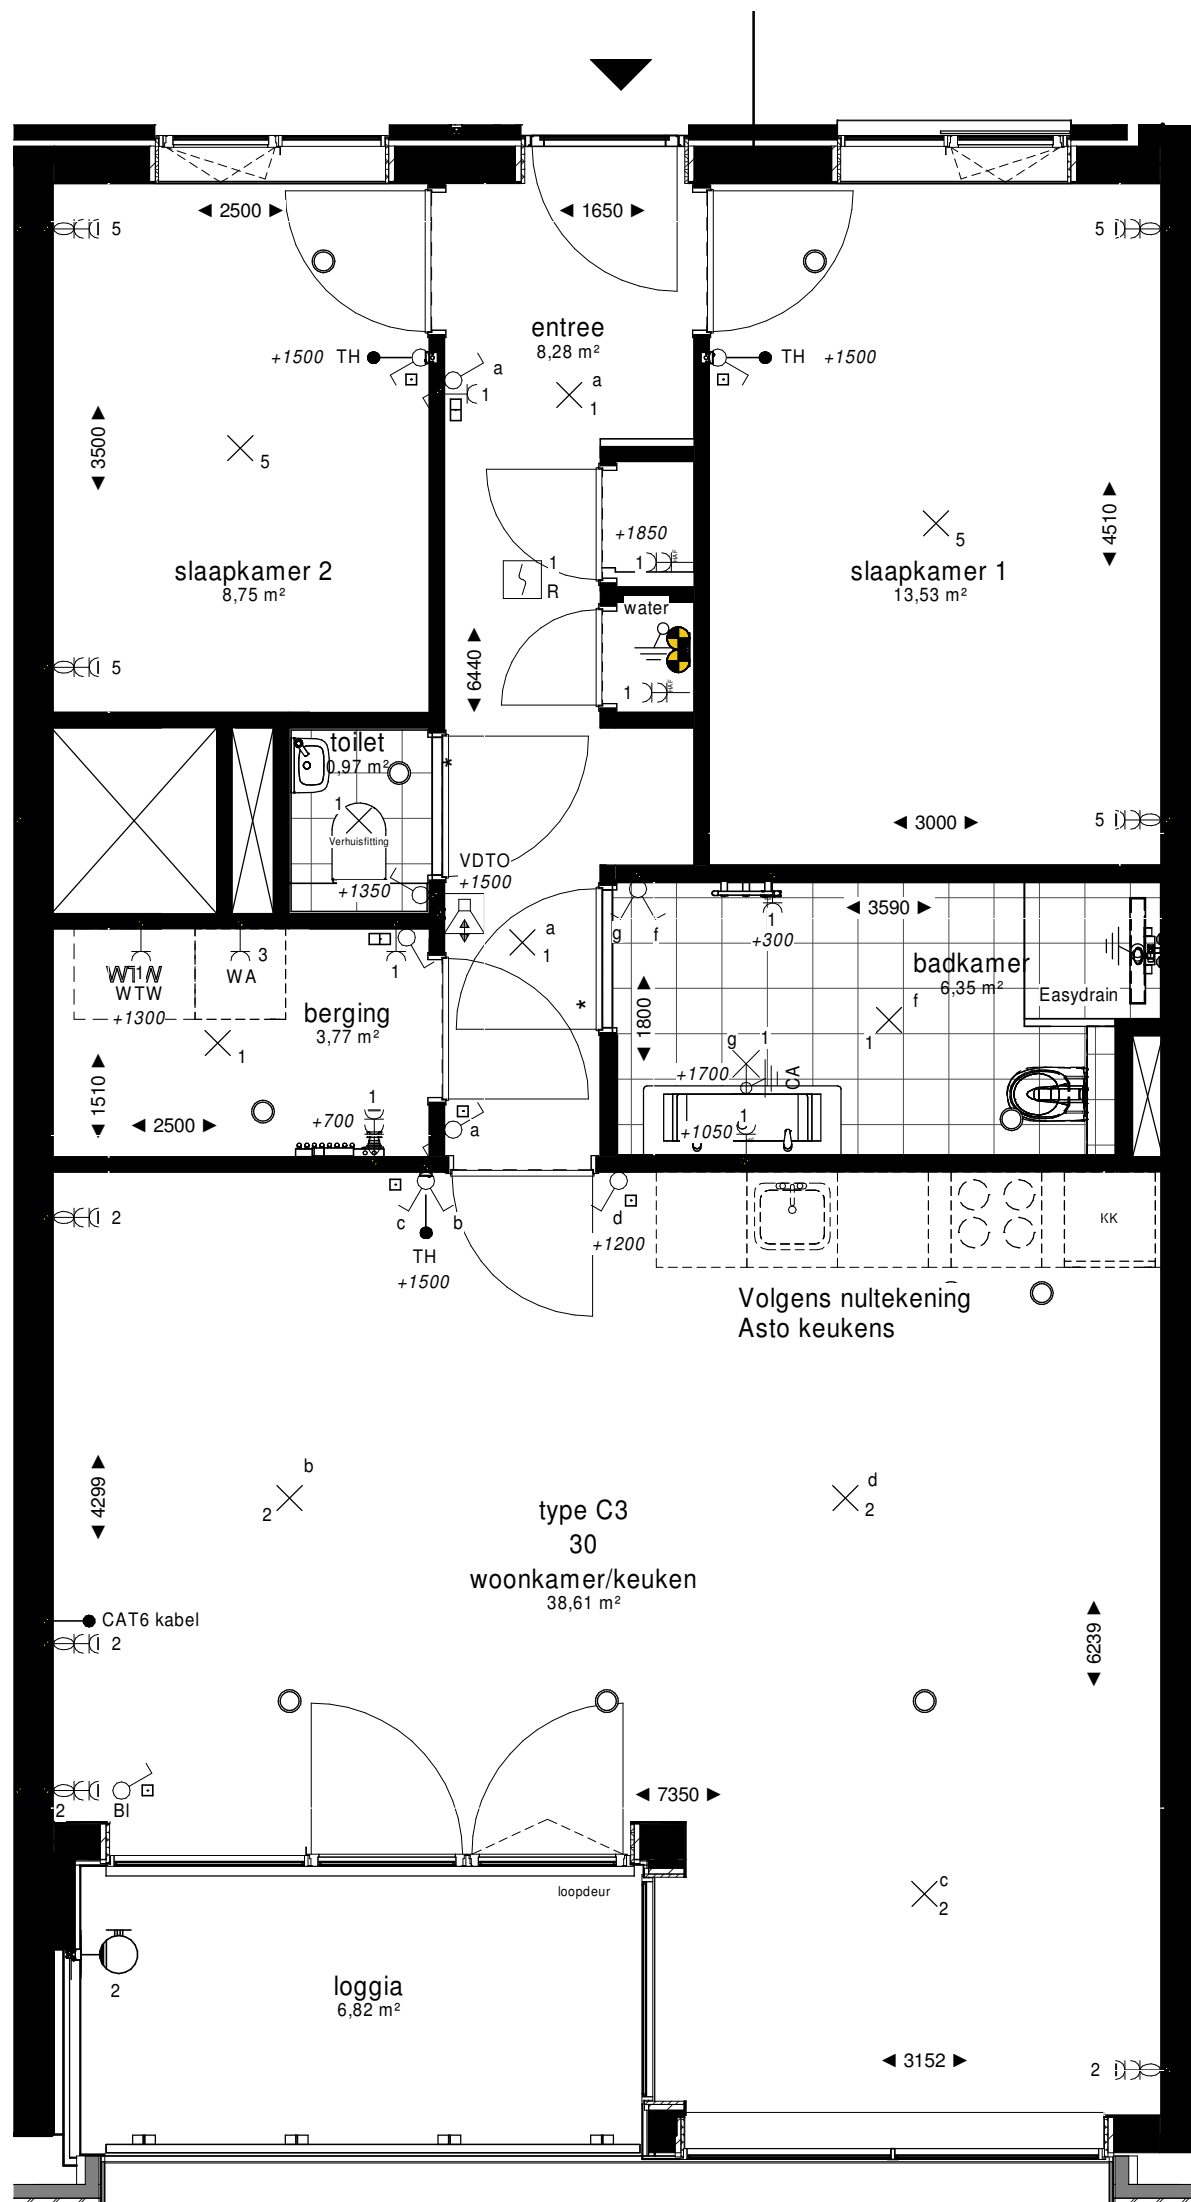 ◄ 2500 ►
◄ 1650 ►
5
5
entree
8,28 m²
+1500 TH
a
1
a
1
TH +1500
3500
5
5
4510
+1850
1
slaapkamer 2
8,75 m²
1
R
slaapkamer 1
13,53 m²
water
1
5
6440
toilet
0,97 m²
1
Verhuisfitting
+1350
VDTO
+1500
◄ 3000 ►
5
◄ 3590 ►
g
f
1
+300
a
1
1
WTW
WTW
+1300
3
WA
1
berging
3,77 m²
1
badkamer
6,35 m²
Easydrain
f
1
1800
g
1
+1700
CA
1
+1050
1510
◄ 2500 ►
1
+700
a
2
c
b
TH
+1500
d
+1200
KK
Volgens nultekening
Asto keukens
b
2
d
2
4299
type C3
30
woonkamer/keuken
38,61 m²
CAT6 kabel
2
6239
◄ 7350 ►
2
Bl
loopdeur
c
2
2
loggia
6,82 m²
◄ 3152 ►
2